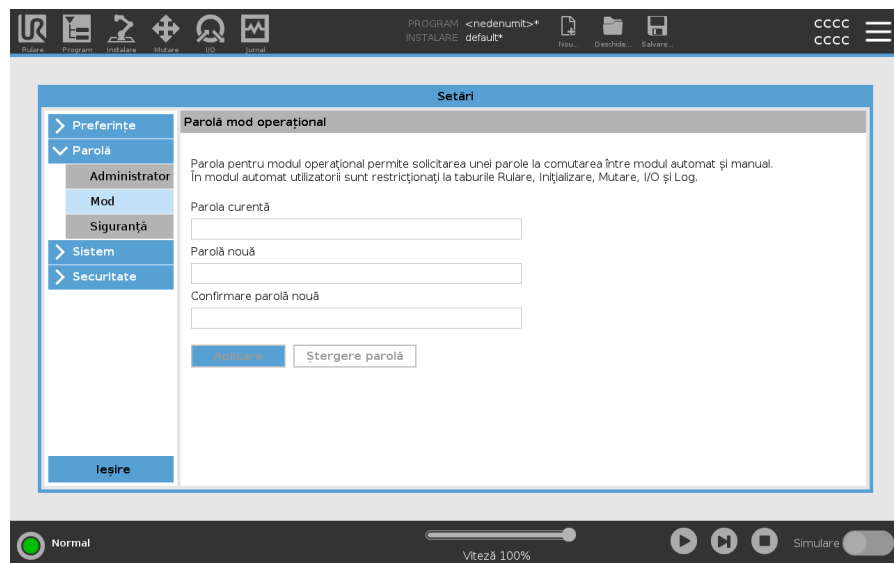 PROGRAM <nedenumit>*
INSTALARE default*
CCCC
CCCC
Rulare Program Instalare Mutare I/O Jurnal Nou... Deschide... Salvare...
Setări
Preferințe
Parolă
Administrator
Mod
Siguranță
Sistem
Securitate
Ieșire
Parolă mod operațional
Parola pentru modul operațional permite solicitarea unei parole la comutarea între modul automat și manual.
În modul automat utilizatorii sunt restricționați la taburile Rulare, Inițializare, Mutare, I/O și Log.
Parola curentă
Parolă nouă
Confirmare parolă nouă
Aplicare Ștergere parolă
Normal
Viteză 100%
Simulare